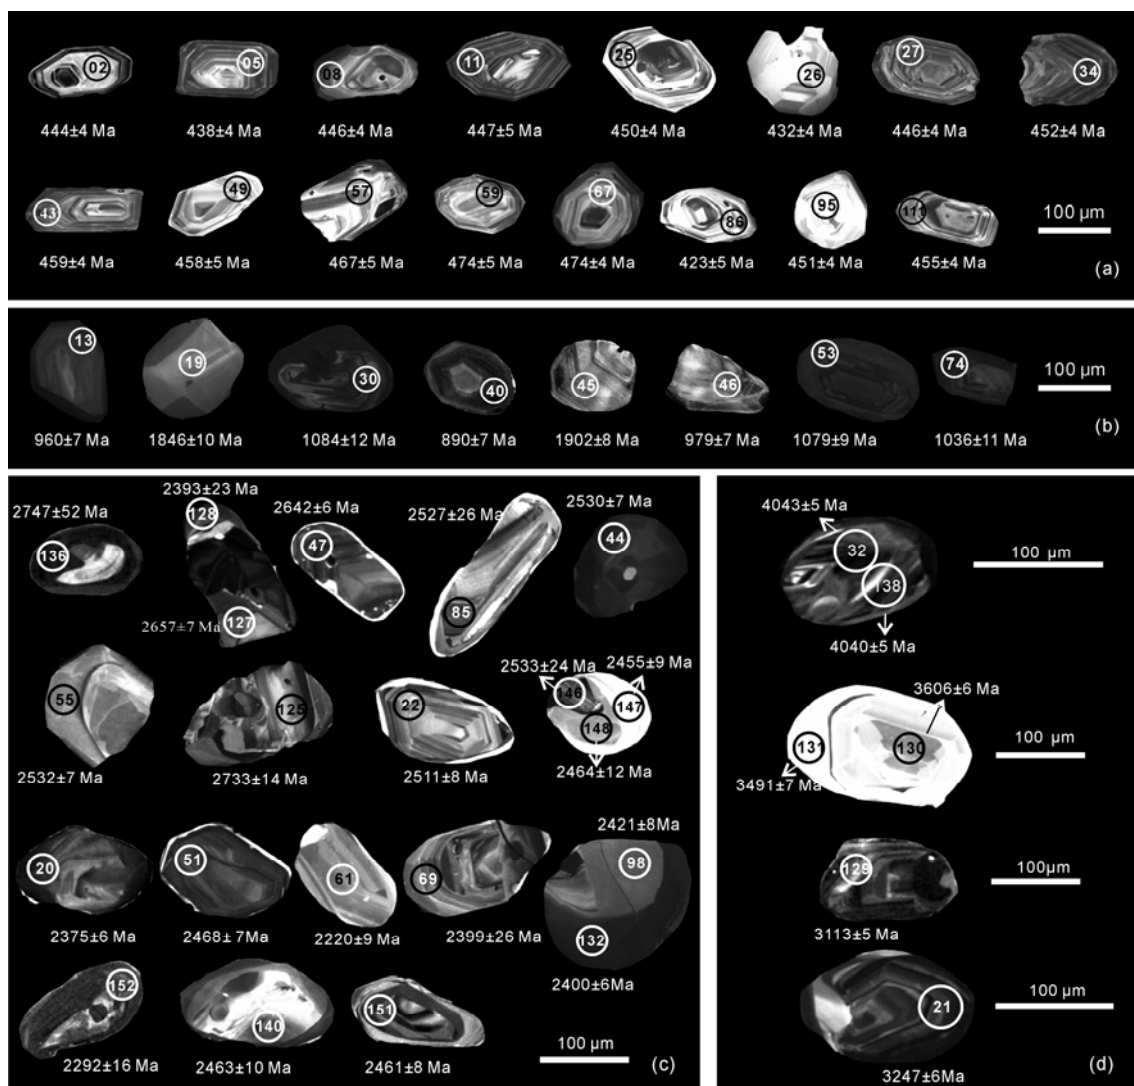 02 05 08 11 25 26 27 34
444±4 Ma 438±4 Ma 446±4 Ma 447±5 Ma 450±4 Ma 432±4 Ma 446±4 Ma 452±4 Ma
43 49 57 59 67 86 95 111
100 µm
459±4 Ma 458±5 Ma 467±5 Ma 474±5 Ma 474±4 Ma 423±5 Ma 451±4 Ma 455±4 Ma
(a)
13 19 30 40 45 46 53 74
100 µm
960±7 Ma 1846±10 Ma 1084±12 Ma 890±7 Ma 1902±8 Ma 979±7 Ma 1079±9 Ma 1036±11 Ma
(b)
2747±52 Ma 2393±23 Ma 2642±6 Ma 2527±26 Ma 2530±7 Ma
136 128 47 85 44
127
2657±7 Ma
2533±24 Ma 2455±9 Ma
55 125 22 146 147
148
2532±7 Ma 2733±14 Ma 2511±8 Ma 2464±12 Ma
2421±8Ma
20 51 61 69 98
132
2375±6 Ma 2468±7Ma 2220±9 Ma 2399±26 Ma
2400±6Ma
152 140 151
2292±16 Ma 2463±10 Ma 2461±8 Ma
100 µm
(c)
4043±5 Ma
32
138
100 µm
4040±5 Ma
3606±6 Ma
131 130
100 µm
3491±7 Ma
129
100µm
3113±5 Ma
21
100 µm
3247±6Ma
(d)